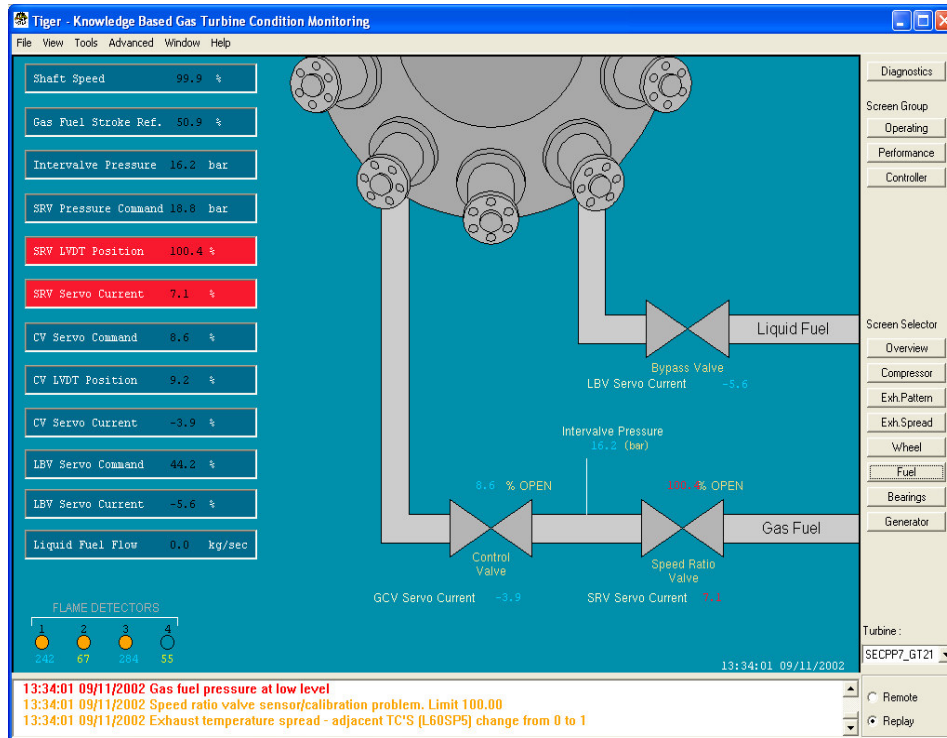 Tiger - Knowledge Based Gas Turbine Condition Monitoring
File View Tools Advanced Window Help
Shaft Speed 99.9 %
Gas Fuel Stroke Ref. 50.9 %
Intervalve Pressure 16.2 bar
SRV Pressure Command 18.8 bar
SRV LVDT Position 100.4 %
SRV Servo Current 7.1 %
CV Servo Command 8.6 %
CV LVDT Position 9.2 %
CV Servo Current -3.9 %
LBV Servo Command 44.2 %
LBV Servo Current -5.6 %
Liquid Fuel Flow 0.0 kg/sec
FLAME DETECTORS
1 2 3 4
242 67 284 55
Liquid Fuel
Bypass Valve
LBV Servo Current -5.6
Intervalve Pressure
16.2 (bar)
8.6 % OPEN
% OPEN
Gas Fuel
Control
Valve
Speed Ratio
Valve
GCV Servo Current -3.9
SRV Servo Current 7.1
13:34:01 09/11/2002
Diagnostics
Screen Group
Operating
Performance
Controller
Screen Selector
Overview
Compressor
Exh.Pattern
Exh.Spread
Wheel
Fuel
Bearings
Generator
Turbine :
SECPP7_GT21
Remote
Replay
13:34:01 09/11/2002 Gas fuel pressure at low level
13:34:01 09/11/2002 Speed ratio valve sensor/calibration problem. Limit 100.00
13:34:01 09/11/2002 Exhaust temperature spread - adjacent TC'S (L60SP5) change from 0 to 1